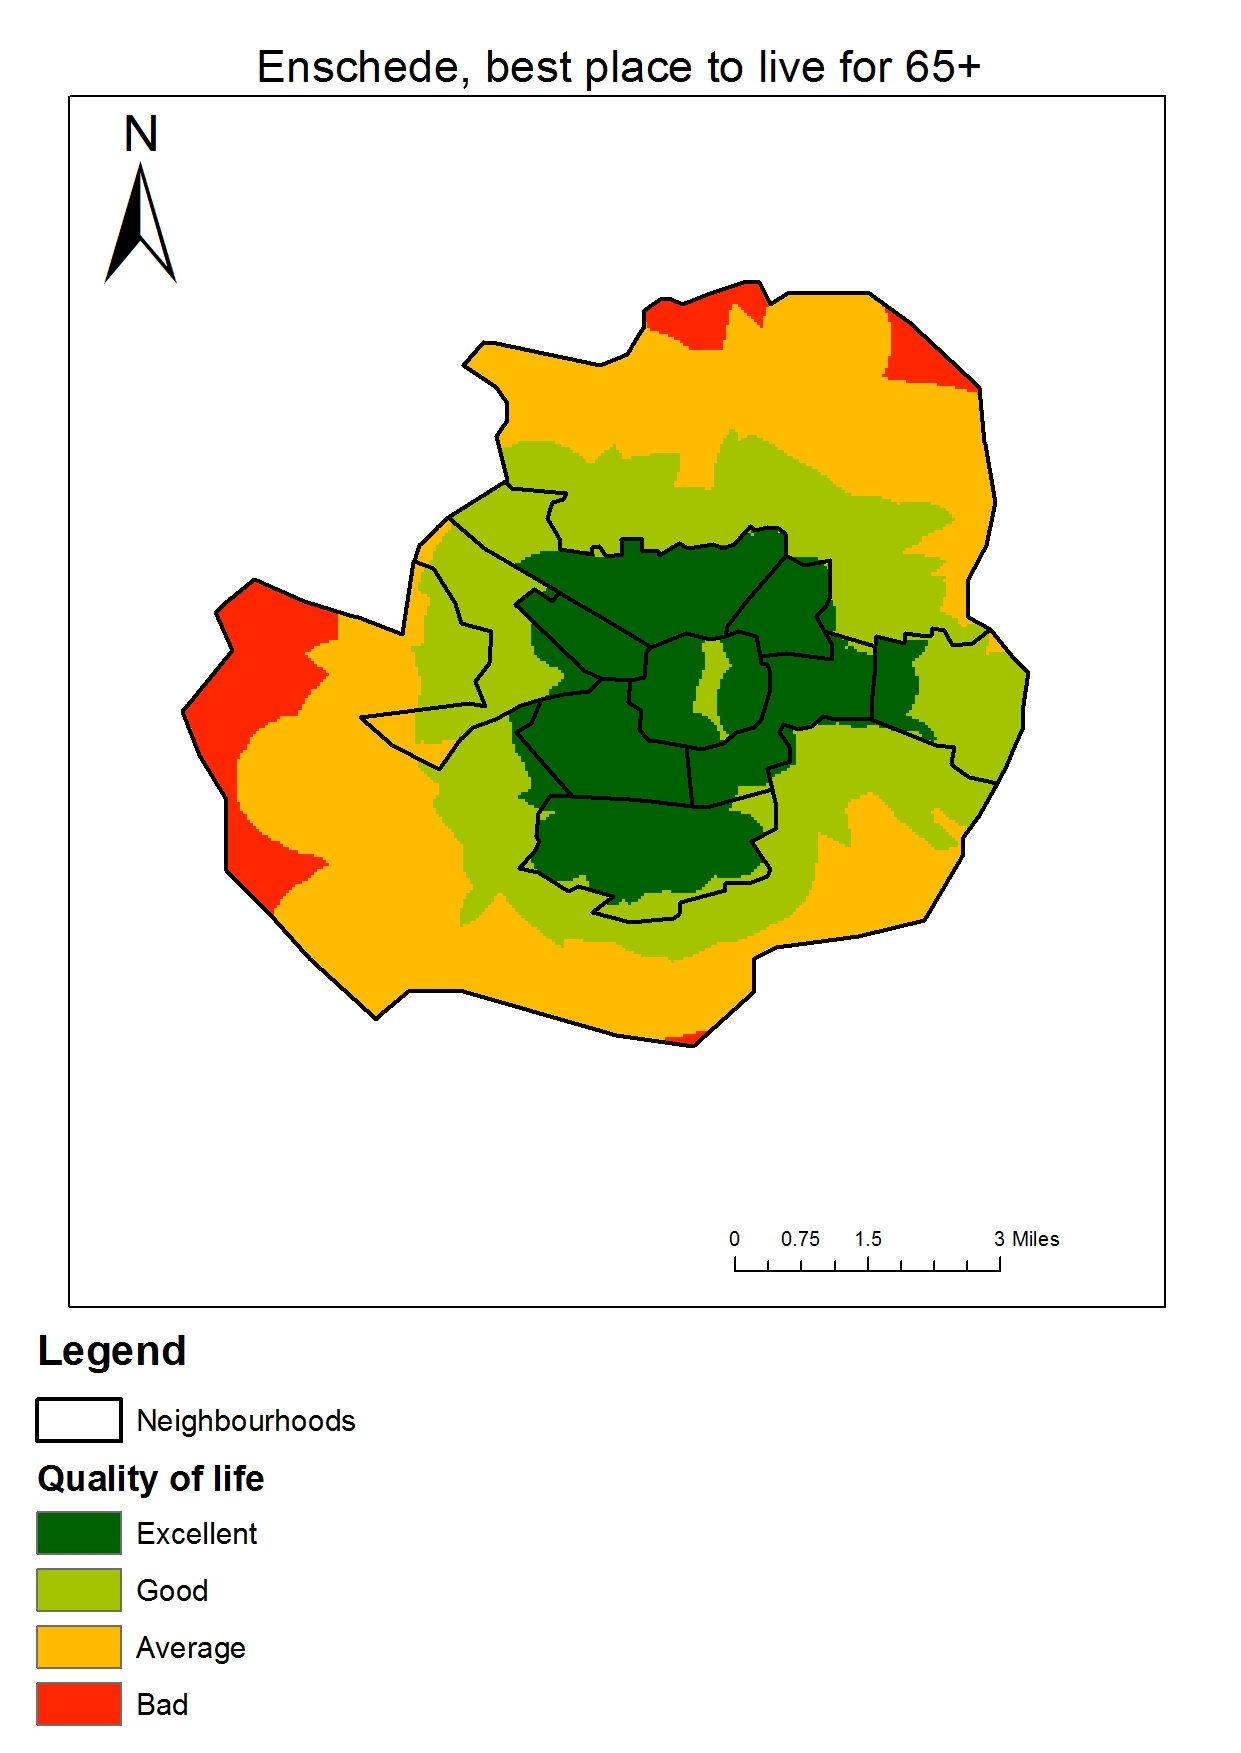 Enschede, best place to live for 65+
N
0 0.75 1.5 3 Miles
Legend
Neighbourhoods
Quality of life
Excellent
Good
Average
Bad